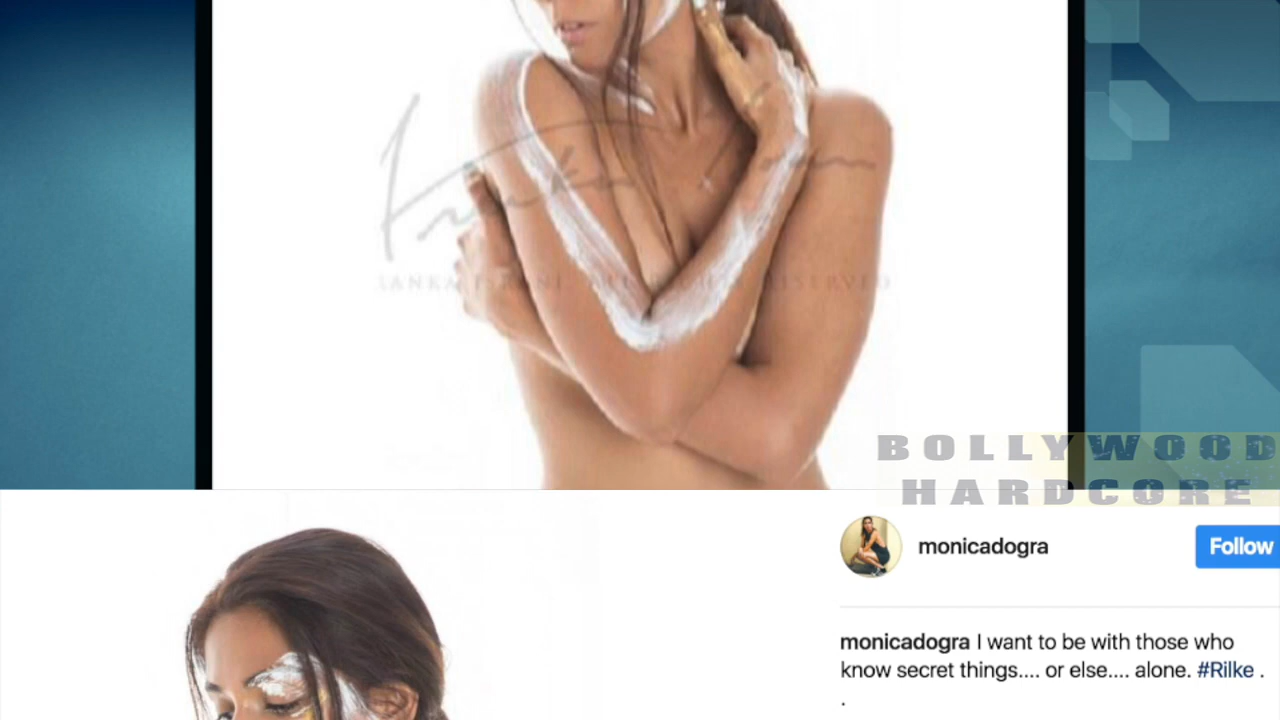 BOLLYWOOD
HARDCORE
monicadogra
Follow
monicadogra I want to be with those who
know secret things.... or else.... alone. #Rilke .
.